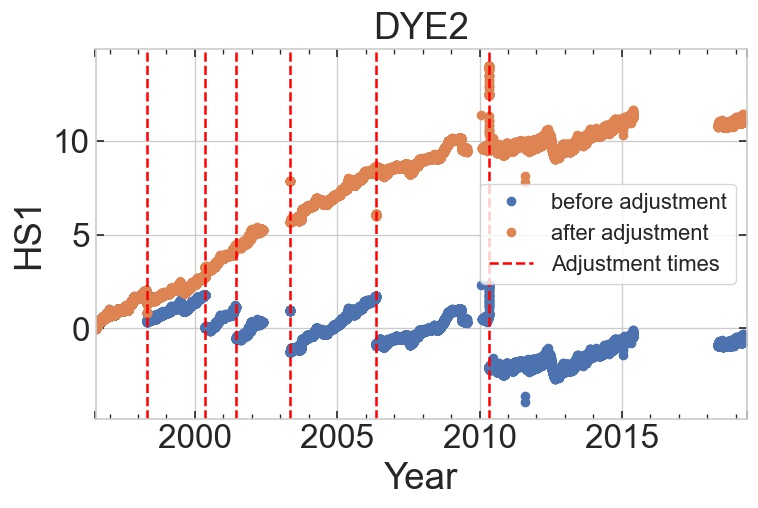 DYE2
HS1
10
5
0
before adjustment
after adjustment
Adjustment times
2000 2005 2010 2015
Year